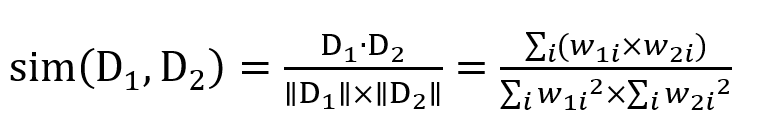 sim(D₁, D₂) = D₁·D₂ / ‖D₁‖×‖D₂‖ = ∑ᵢ(w₁ᵢ×w₂ᵢ) / ∑ᵢw₁ᵢ²×∑ᵢw₂ᵢ²